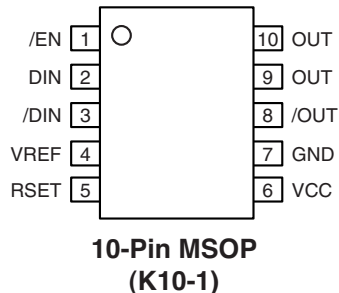 /EN 1 10 OUT
DIN 2 9 OUT
/DIN 3 8 /OUT
VREF 4 7 GND
RSET 5 6 VCC
10-Pin MSOP
(K10-1)